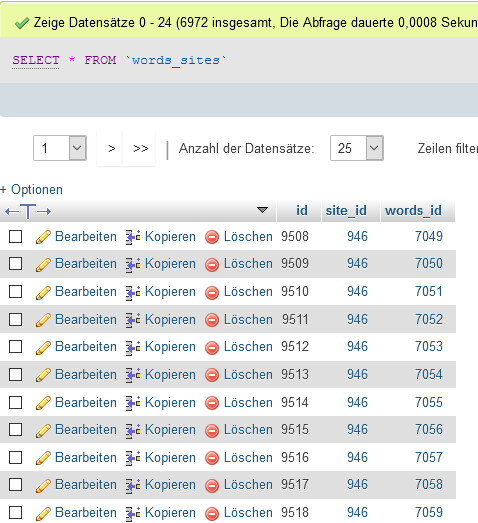 Zeige Datensätze 0 - 24 (6972 insgesamt, Die Abfrage dauerte 0,0008 Sekun
SELECT * FROM `words_sites`
1 > >> | Anzahl der Datensätze: 25 Zeilen filte
+ Optionen
←T→ id site_id words_id
Bearbeiten Kopieren Löschen 9508 946 7049
Bearbeiten Kopieren Löschen 9509 946 7050
Bearbeiten Kopieren Löschen 9510 946 7051
Bearbeiten Kopieren Löschen 9511 946 7052
Bearbeiten Kopieren Löschen 9512 946 7053
Bearbeiten Kopieren Löschen 9513 946 7054
Bearbeiten Kopieren Löschen 9514 946 7055
Bearbeiten Kopieren Löschen 9515 946 7056
Bearbeiten Kopieren Löschen 9516 946 7057
Bearbeiten Kopieren Löschen 9517 946 7058
Bearbeiten Kopieren Löschen 9518 946 7059